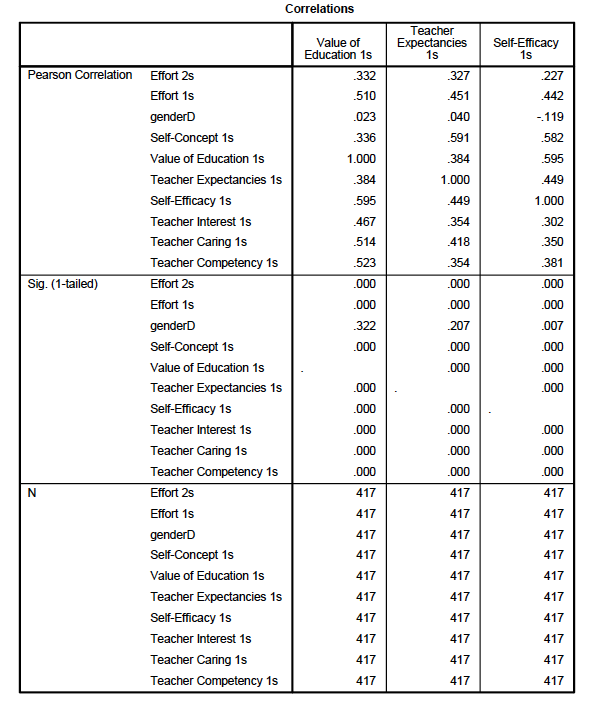 Correlations
Value of Education 1s Teacher Expectancies 1s Self-Efficacy 1s
Pearson Correlation Effort 2s .332 .327 .227
Effort 1s .510 .451 .442
genderD .023 .040 -.119
Self-Concept 1s .336 .591 .582
Value of Education 1s 1.000 .384 .595
Teacher Expectancies 1s .384 1.000 .449
Self-Efficacy 1s .595 .449 1.000
Teacher Interest 1s .467 .354 .302
Teacher Caring 1s .514 .418 .350
Teacher Competency 1s .523 .354 .381
Sig. (1-tailed) Effort 2s .000 .000 .000
Effort 1s .000 .000 .000
genderD .322 .207 .007
Self-Concept 1s .000 .000 .000
Value of Education 1s . .000 .000
Teacher Expectancies 1s .000 . .000
Self-Efficacy 1s .000 .000 .
Teacher Interest 1s .000 .000 .000
Teacher Caring 1s .000 .000 .000
Teacher Competency 1s .000 .000 .000
N Effort 2s 417 417 417
Effort 1s 417 417 417
genderD 417 417 417
Self-Concept 1s 417 417 417
Value of Education 1s 417 417 417
Teacher Expectancies 1s 417 417 417
Self-Efficacy 1s 417 417 417
Teacher Interest 1s 417 417 417
Teacher Caring 1s 417 417 417
Teacher Competency 1s 417 417 417